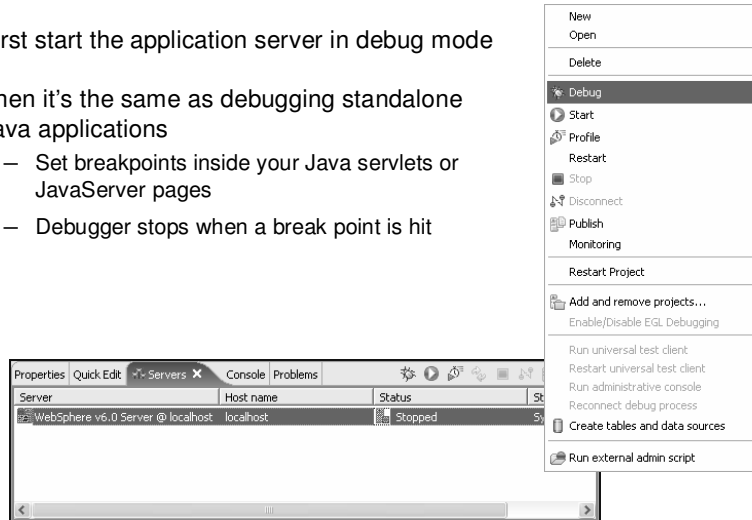 rst start the application server in debug mode
hen it's the same as debugging standalone
ava applications
– Set breakpoints inside your Java servlets or
JavaServer pages
– Debugger stops when a break point is hit
New
Open
Delete
Debug
Start
Profile
Restart
Stop
Disconnect
Publish
Monitoring
Restart Project
Add and remove projects...
Enable/Disable EGL Debugging
Run universal test client
Restart universal test client
Run administrative console
Reconnect debug process
Create tables and data sources
Run external admin script
Properties Quick Edit Servers Console Problems
Server Host name Status St
WebSphere v6.0 Server @ localhost localhost Stopped Sy